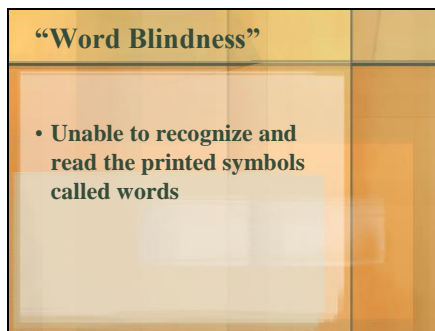 “Word Blindness”
• Unable to recognize and
read the printed symbols
called words